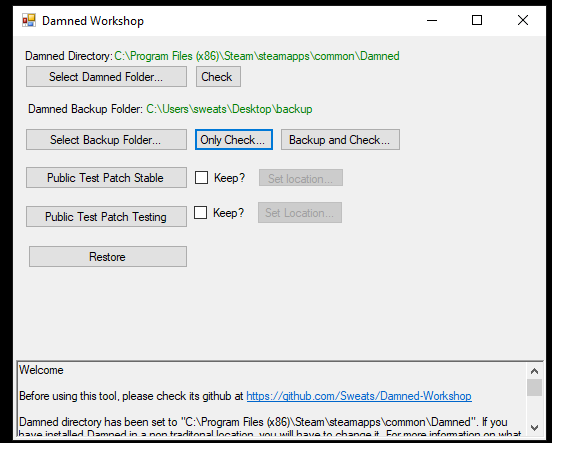 Damned Workshop
Damned Directory: C:\Program Files (x86)\Steam\steamapps\common\Damned
Select Damned Folder... Check
Damned Backup Folder: C:\Users\sweats\Desktop\backup
Select Backup Folder... Only Check... Backup and Check...
Public Test Patch Stable Keep? Set location...
Public Test Patch Testing Keep? Set Location...
Restore
Welcome
Before using this tool, please check its github at https://github.com/Sweats/Damned-Workshop
Damned directory has been set to "C:\Program Files (x86)\Steam\steamapps\common\Damned". If you
have installed Damned in a non traditonal location, you will have to change it. For more information on what